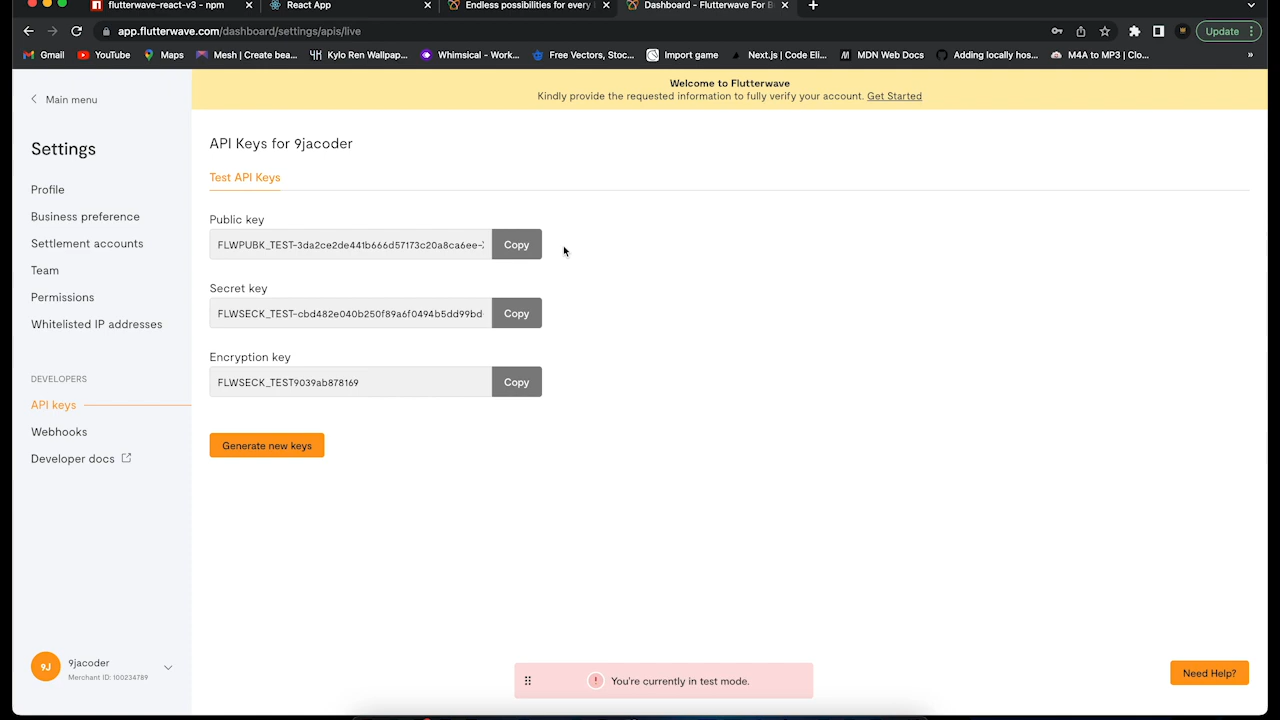 flutterwave-react-v3 - npm
React App
Endless possibilities for every
Dashboard - Flutterwave For B
app.flutterwave.com/dashboard/settings/apis/live
Update
Gmail
YouTube
Maps
Mesh | Create bea...
Kylo Ren Wallpap...
Whimsical - Work...
Free Vectors, Stoc...
Import game
Next.js | Code Eli...
MDN Web Docs
Adding locally hos...
M4A to MP3 | Clo...
»
Main menu
Welcome to Flutterwave
Kindly provide the requested information to fully verify your account. Get Started
Settings
Profile
Business preference
Settlement accounts
Team
Permissions
Whitelisted IP addresses
DEVELOPERS
API keys
Webhooks
Developer docs
API Keys for 9jacoder
Test API Keys
Public key
FLWPUBK_TEST-3da2ce2de441b666d57173c20a8ca6ee-
Copy
Secret key
FLWSECK_TEST-cbd482e040b250f89a6f0494b5dd99bd-
Copy
Encryption key
FLWSECK_TEST9039ab878169
Copy
Generate new keys
9J
9jacoder
Merchant ID: 100234789
You're currently in test mode.
Need Help?